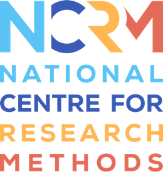 NCRM
NATIONAL
CENTRE FOR
RESEARCH
METHODS